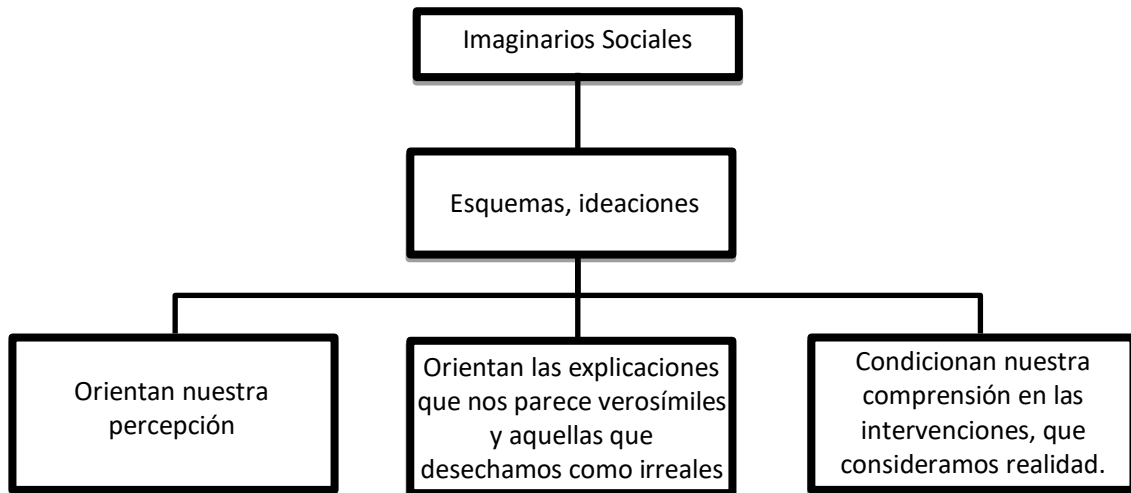 Imaginarios Sociales
Esquemas, ideaciones
Orientan nuestra
percepción
Orientan las explicaciones
que nos parece verosímiles
y aquellas que
desechamos como irreales
Condicionan nuestra
comprensión en las
intervenciones, que
consideramos realidad.